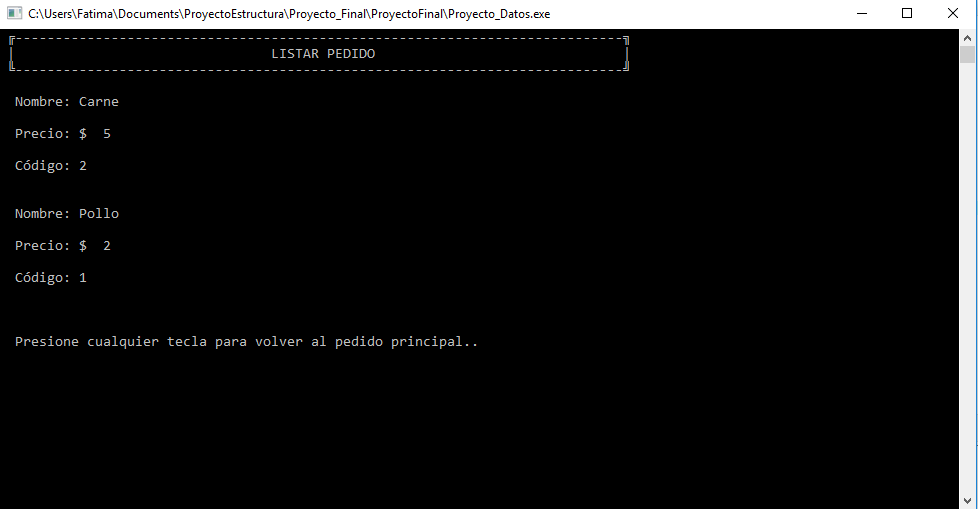 C:\Users\Fatima\Documents\ProyectoEstructura\Proyecto_Final\ProyectoFinal\Proyecto_Datos.exe
LISTAR PEDIDO
Nombre: Carne
Precio: $  5
Código: 2
Nombre: Pollo
Precio: $  2
Código: 1
Presione cualquier tecla para volver al pedido principal..